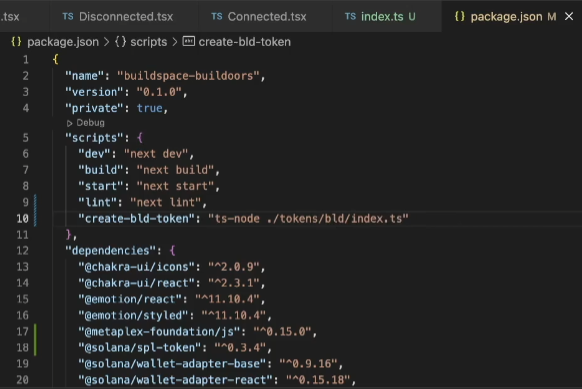 .tsx TS Disconnected.tsx TS Connected.tsx TS index.ts U {} package.json M ×
{} package.json > {} scripts > create-bld-token
1 {
2 "name": "buildspace-buildoors",
3 "version": "0.1.0",
4 "private": true,
▷ Debug
5 "scripts": {
6 "dev": "next dev",
7 "build": "next build",
8 "start": "next start",
9 "lint": "next lint",
10 "create-bld-token": "ts-node ./tokens/bld/index.ts"
11 },
12 "dependencies": {
13 "@chakra-ui/icons": "^2.0.9",
14 "@chakra-ui/react": "^2.3.1",
15 "@emotion/react": "^11.10.4",
16 "@emotion/styled": "^11.10.4",
17 "@metaplex-foundation/js": "^0.15.0",
18 "@solana/spl-token": "^0.3.4",
19 "@solana/wallet-adapter-base": "^0.9.16",
20 "@solana/wallet-adapter-react": "^0.15.18",